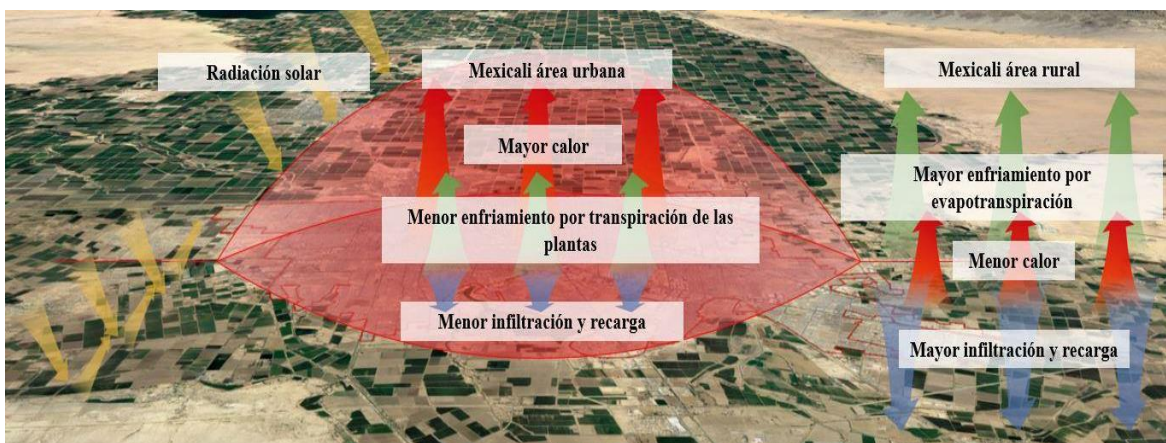 Radiación solar
Mexicali área urbana
Mexicali área rural
Mayor calor
Mayor enfriamiento por
evapotranspiración
Menor enfriamiento por transpiración de las
plantas
Menor calor
Menor infiltración y recarga
Mayor infiltración y recarga